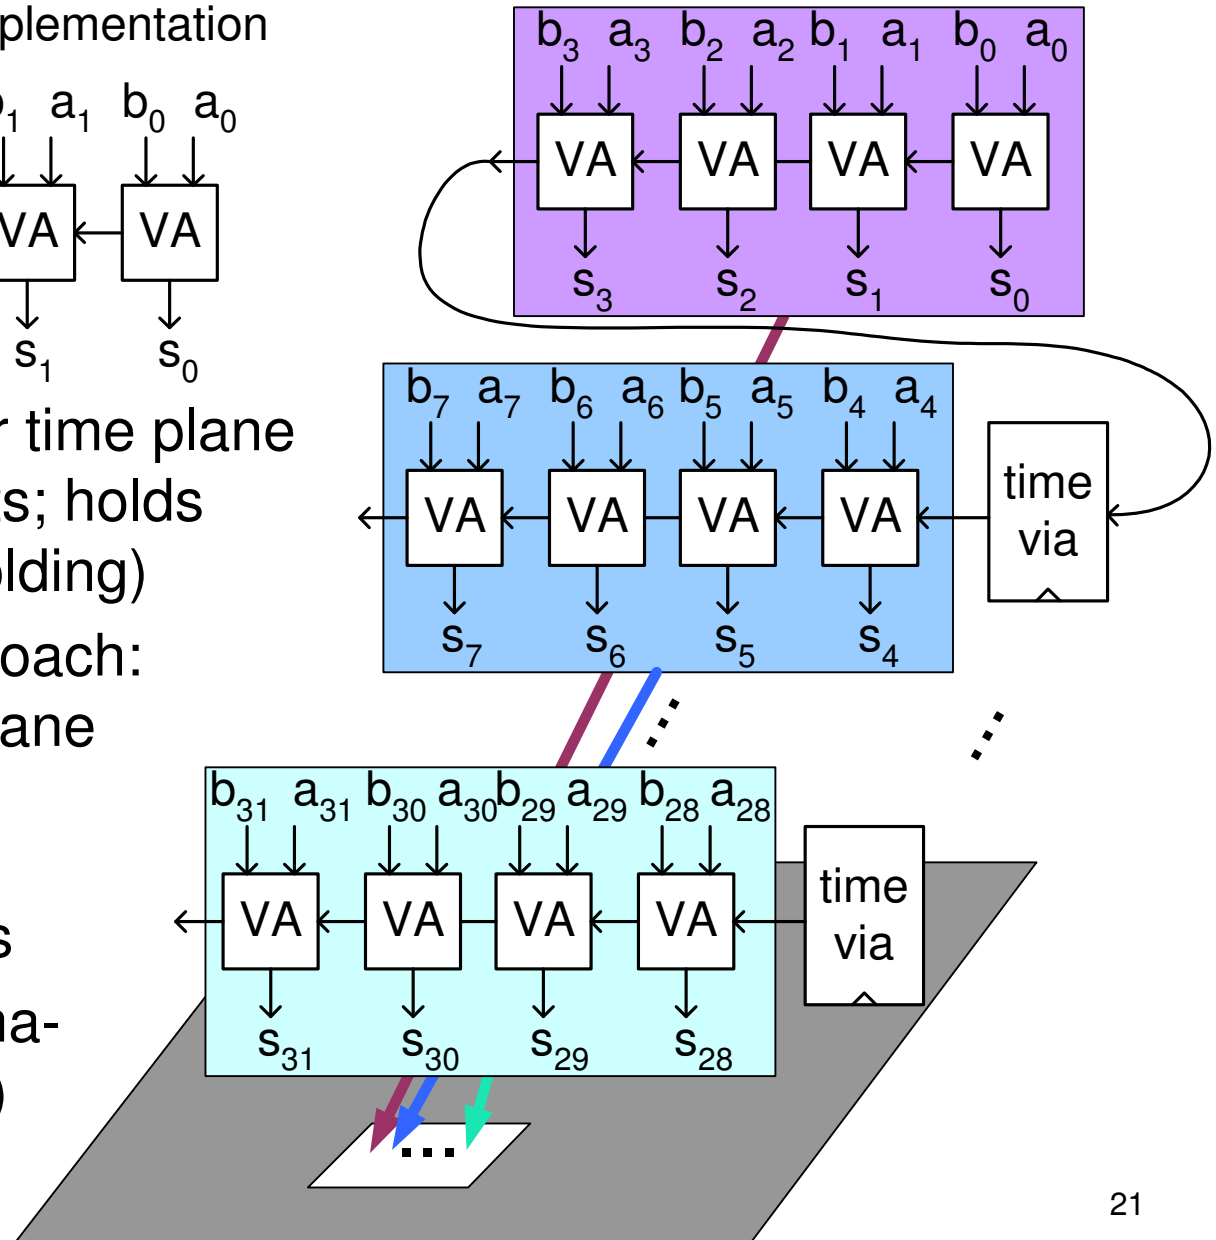 plementation
b₃ a₃ b₂ a₂ b₁ a₁ b₀ a₀
VA VA VA VA
s₃ s₂ s₁ s₀
a₁ b₀ a₀
VA VA
s₁ s₀
r time plane
ts; holds
olding)
oach:
ane
s
na-
)
b₇ a₇ b₆ a₆ b₅ a₅ b₄ a₄
VA VA VA VA
s₇ s₆ s₅ s₄
time
via
b₃₁ a₃₁ b₃₀ a₃₀ b₂₉ a₂₉ b₂₈ a₂₈
VA VA VA VA
s₃₁ s₃₀ s₂₉ s₂₈
time
via
21